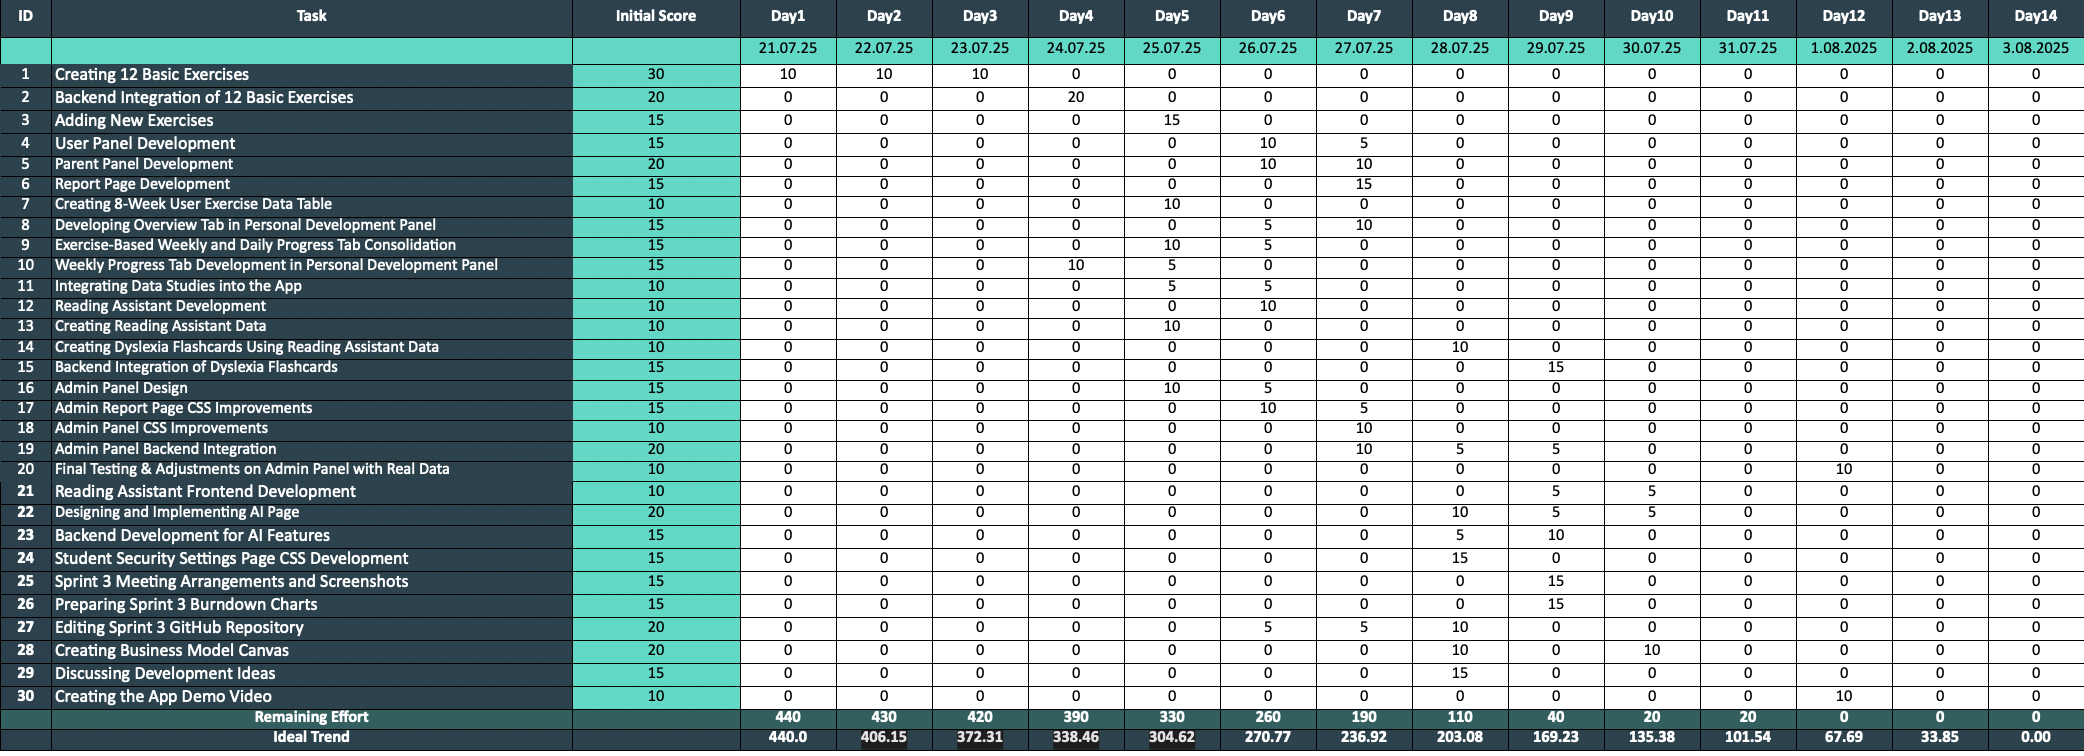 ID Task Initial Score Day1 Day2 Day3 Day4 Day5 Day6 Day7 Day8 Day9 Day10 Day11 Day12 Day13 Day14
21.07.25 22.07.25 23.07.25 24.07.25 25.07.25 26.07.25 27.07.25 28.07.25 29.07.25 30.07.25 31.07.25 1.08.2025 2.08.2025 3.08.2025
1 Creating 12 Basic Exercises 30 10 10 10 0 0 0 0 0 0 0 0 0 0 0
2 Backend Integration of 12 Basic Exercises 20 0 0 0 20 0 0 0 0 0 0 0 0 0 0
3 Adding New Exercises 15 0 0 0 0 15 0 0 0 0 0 0 0 0 0
4 User Panel Development 15 0 0 0 0 0 10 5 0 0 0 0 0 0 0
5 Parent Panel Development 20 0 0 0 0 0 10 10 0 0 0 0 0 0 0
6 Report Page Development 15 0 0 0 0 0 0 15 0 0 0 0 0 0 0
7 Creating 8-Week User Exercise Data Table 10 0 0 0 0 10 0 0 0 0 0 0 0 0 0
8 Developing Overview Tab in Personal Development Panel 15 0 0 0 0 0 5 10 0 0 0 0 0 0 0
9 Exercise-Based Weekly and Daily Progress Tab Consolidation 15 0 0 0 0 10 5 0 0 0 0 0 0 0 0
10 Weekly Progress Tab Development in Personal Development Panel 15 0 0 0 10 5 0 0 0 0 0 0 0 0 0
11 Integrating Data Studies into the App 10 0 0 0 0 5 5 0 0 0 0 0 0 0 0
12 Reading Assistant Development 10 0 0 0 0 0 10 0 0 0 0 0 0 0 0
13 Creating Reading Assistant Data 10 0 0 0 0 10 0 0 0 0 0 0 0 0 0
14 Creating Dyslexia Flashcards Using Reading Assistant Data 10 0 0 0 0 0 0 0 10 0 0 0 0 0 0
15 Backend Integration of Dyslexia Flashcards 15 0 0 0 0 0 0 0 0 15 0 0 0 0 0
16 Admin Panel Design 15 0 0 0 0 10 5 0 0 0 0 0 0 0 0
17 Admin Report Page CSS Improvements 15 0 0 0 0 0 10 5 0 0 0 0 0 0 0
18 Admin Panel CSS Improvements 10 0 0 0 0 0 0 10 0 0 0 0 0 0 0
19 Admin Panel Backend Integration 20 0 0 0 0 0 0 10 5 5 0 0 0 0 0
20 Final Testing & Adjustments on Admin Panel with Real Data 10 0 0 0 0 0 0 0 0 0 0 0 10 0 0
21 Reading Assistant Frontend Development 10 0 0 0 0 0 0 0 0 5 5 0 0 0 0
22 Designing and Implementing AI Page 20 0 0 0 0 0 0 0 10 5 5 0 0 0 0
23 Backend Development for AI Features 15 0 0 0 0 0 0 0 5 10 0 0 0 0 0
24 Student Security Settings Page CSS Development 15 0 0 0 0 0 0 0 15 0 0 0 0 0 0
25 Sprint 3 Meeting Arrangements and Screenshots 15 0 0 0 0 0 0 0 0 15 0 0 0 0 0
26 Preparing Sprint 3 Burndown Charts 15 0 0 0 0 0 0 0 0 15 0 0 0 0 0
27 Editing Sprint 3 GitHub Repository 20 0 0 0 0 0 5 5 10 0 0 0 0 0 0
28 Creating Business Model Canvas 20 0 0 0 0 0 0 0 10 0 10 0 0 0 0
29 Discussing Development Ideas 15 0 0 0 0 0 0 0 15 0 0 0 0 0 0
30 Creating the App Demo Video 10 0 0 0 0 0 0 0 0 0 0 0 10 0 0
Remaining Effort 440 430 420 390 330 260 190 110 40 20 20 0 0 0
Ideal Trend 440.0 406.15 372.31 338.46 304.62 270.77 236.92 203.08 169.23 135.38 101.54 67.69 33.85 0.00